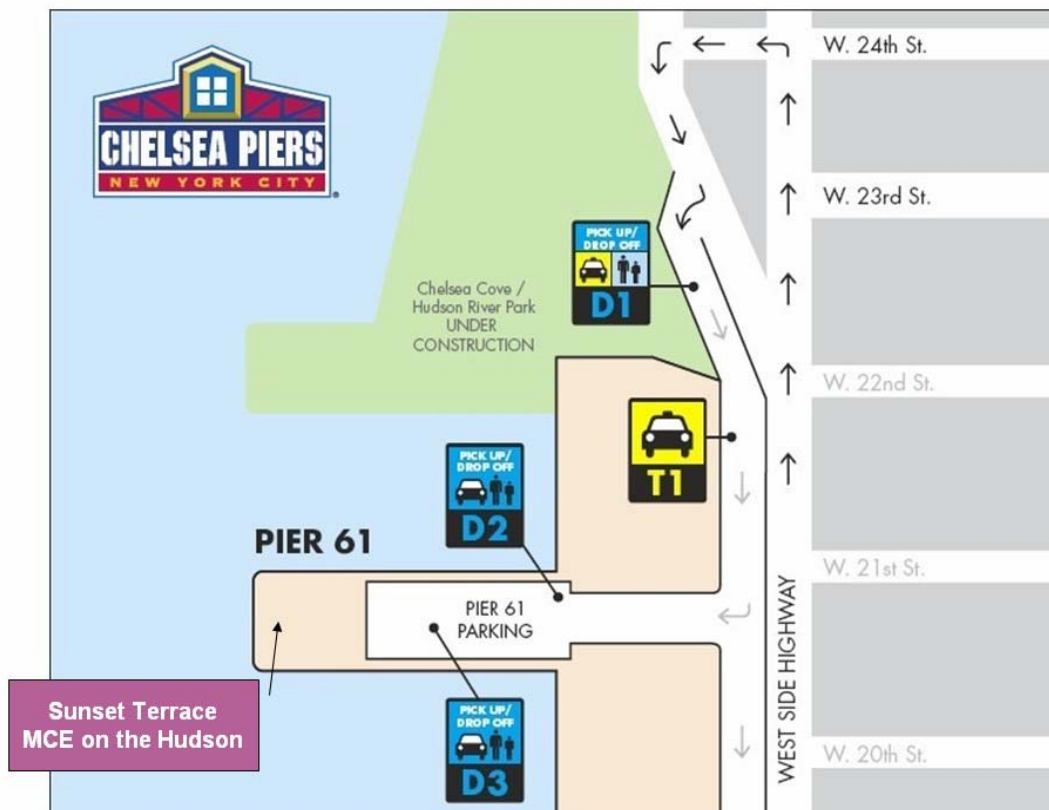 W. 24th St.
CHELSEA PIERS
NEW YORK CITY
®
W. 23rd St.
PICK UP/
DROP OFF
D1
Chelsea Cove /
Hudson River Park
UNDER
CONSTRUCTION
W. 22nd St.
T1
PICK UP/
DROP OFF
D2
PIER 61
W. 21st St.
PIER 61
PARKING
WEST SIDE HIGHWAY
Sunset Terrace
MCE on the Hudson
PICK UP/
DROP OFF
D3
W. 20th St.